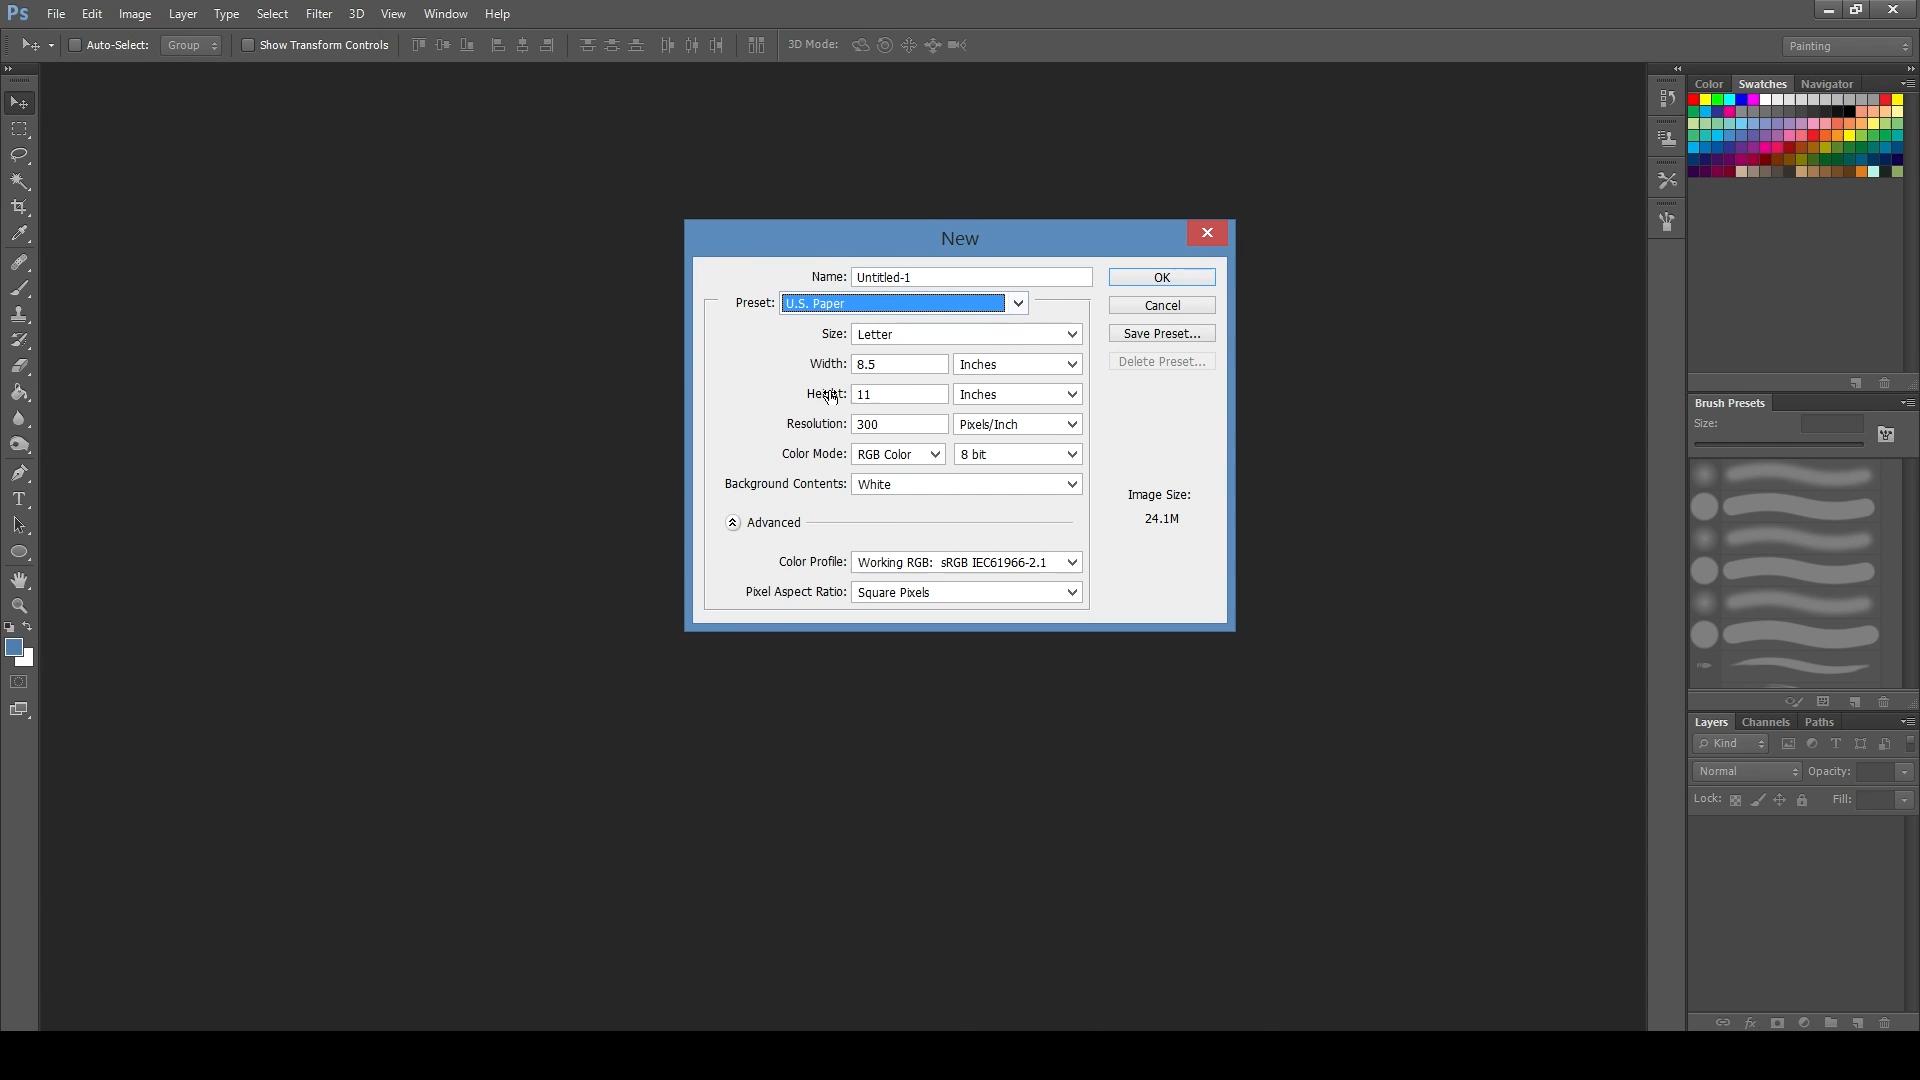 Ps File Edit Image Layer Type Select Filter 3D View Window Help
Auto-Select: Group Show Transform Controls 3D Mode: Painting
Color Swatches Navigator
New
Name: Untitled-1 OK
Preset: U.S. Paper Cancel
Size: Letter Save Preset...
Width: 8.5 Inches Delete Preset...
Height: 11 Inches
Resolution: 300 Pixels/Inch
Color Mode: RGB Color 8 bit
Background Contents: White
Image Size:
24.1M
Advanced
Color Profile: Working RGB: sRGB IEC61966-2.1
Pixel Aspect Ratio: Square Pixels
Brush Presets
Size:
Layers Channels Paths
Kind
Normal Opacity:
Lock: Fill: